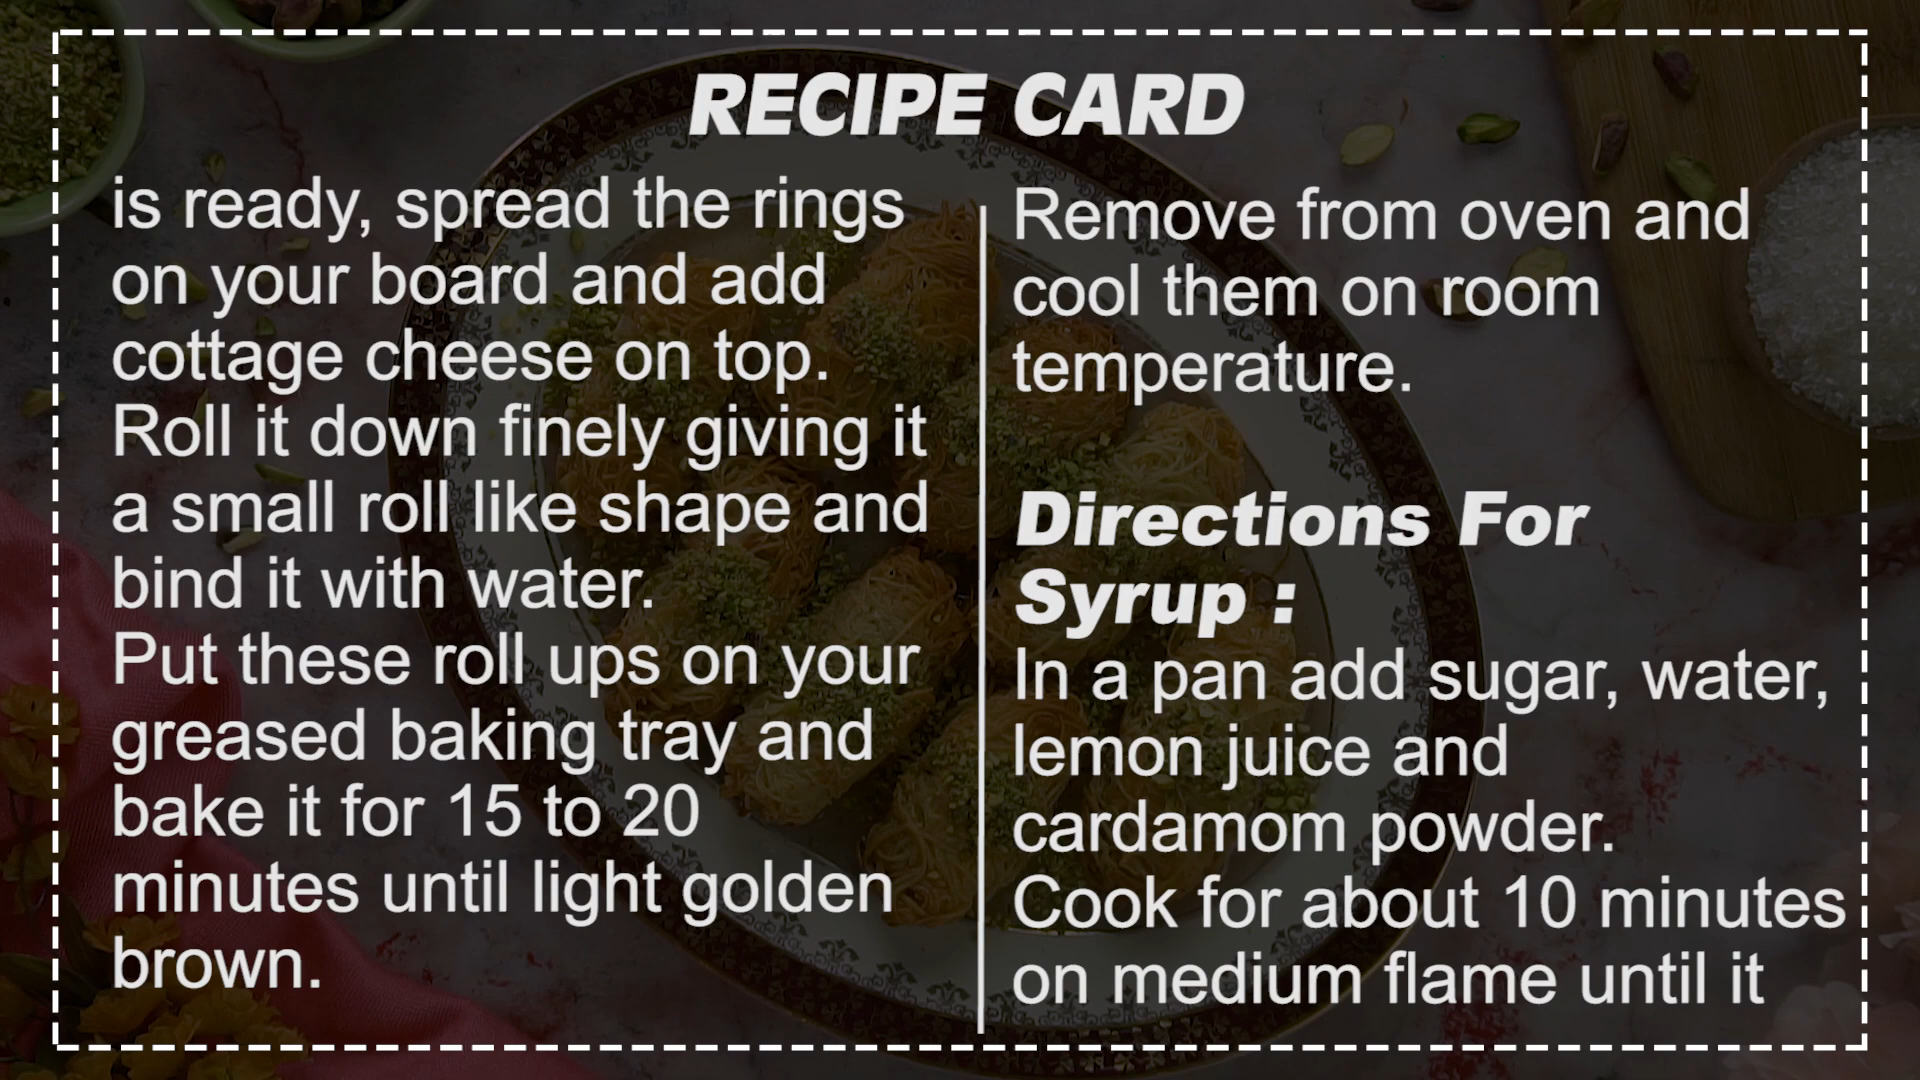 RECIPE CARD
is ready, spread the rings
on your board and add
cottage cheese on top.
Roll it down finely giving it
a small roll like shape and
bind it with water.
Put these roll ups on your
greased baking tray and
bake it for 15 to 20
minutes until light golden
brown.
Remove from oven and
cool them on room
temperature.
Directions For
Syrup :
In a pan add sugar, water,
lemon juice and
cardamom powder.
Cook for about 10 minutes
on medium flame until it